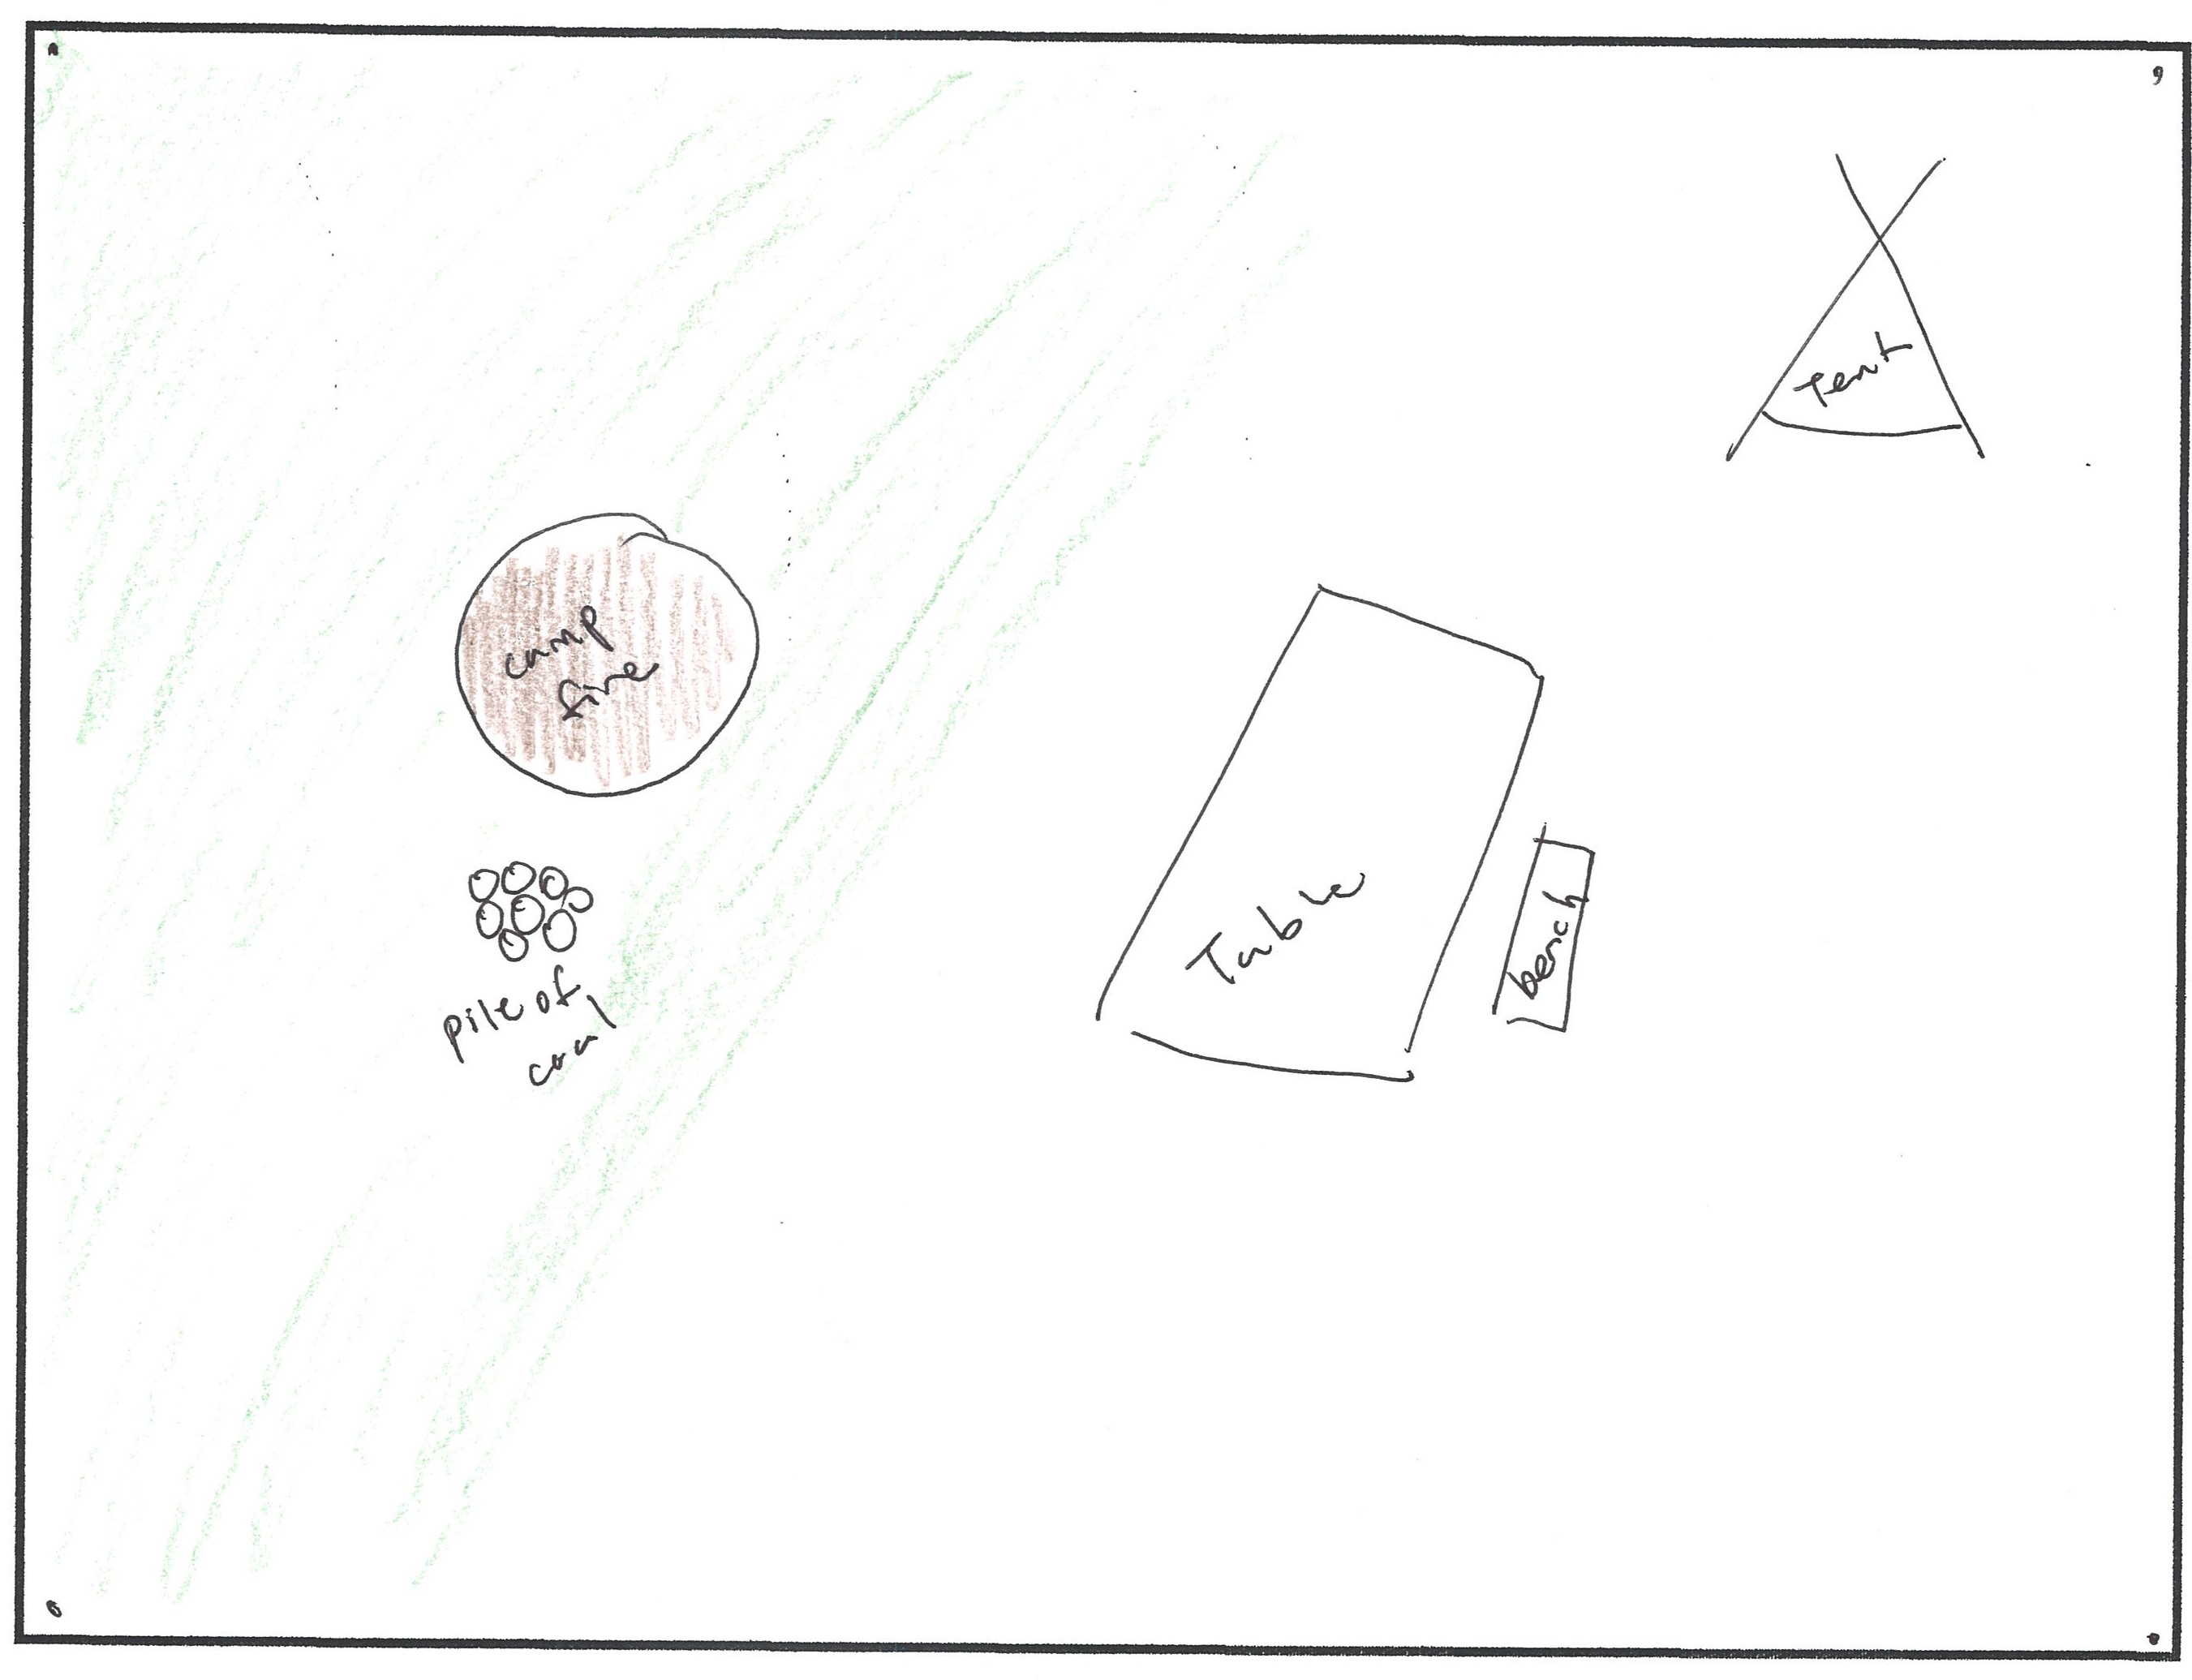 Tent
camp
fire
Table
bench
pile of
coal